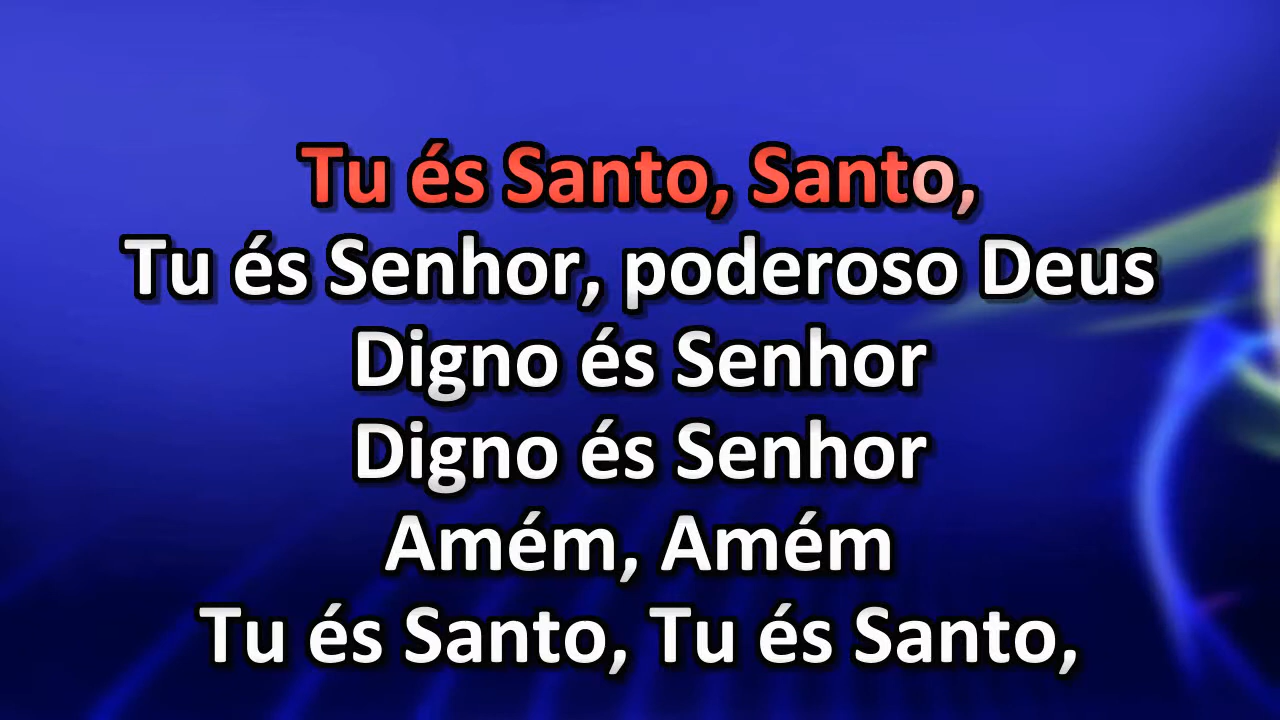 Tu és Santo, Santo,
Tu és Senhor, poderoso Deus
Digno és Senhor
Digno és Senhor
Amém, Amém
Tu és Santo, Tu és Santo,